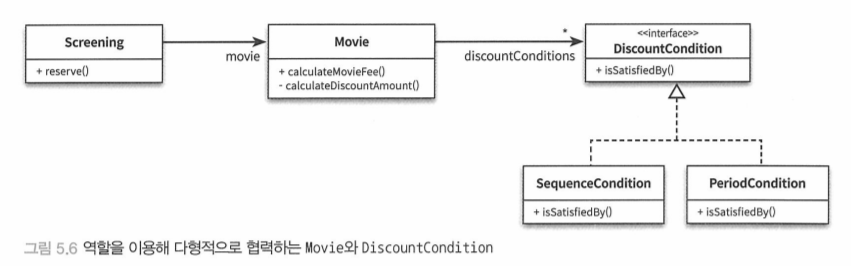 Screening
+ reserve()
movie
Movie
+ calculateMovieFee()
- calculateDiscountAmount()
*
discountConditions
<<interface>>
DiscountCondition
+ isSatisfiedBy()
SequenceCondition
+ isSatisfiedBy()
PeriodCondition
+ isSatisfiedBy()
그림 5.6 역할을 이용해 다형적으로 협력하는 Movie와 DiscountCondition